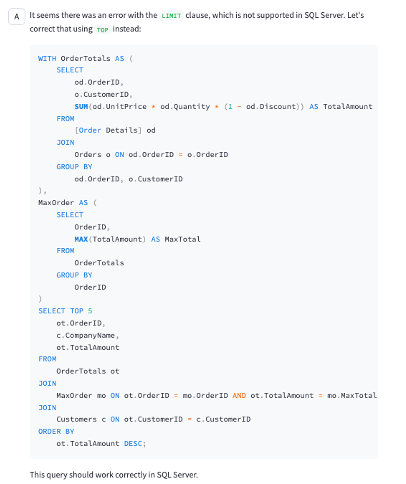 A
It seems there was an error with the LIMIT clause, which is not supported in SQL Server. Let's
correct that using TOP instead:
WITH OrderTotals AS (
    SELECT
        od.OrderID,
        o.CustomerID,
        SUM(od.UnitPrice * od.Quantity * (1 - od.Discount)) AS TotalAmount
    FROM
        [Order Details] od
    JOIN
        Orders o ON od.OrderID = o.OrderID
    GROUP BY
        od.OrderID, o.CustomerID
),
MaxOrder AS (
    SELECT
        OrderID,
        MAX(TotalAmount) AS MaxTotal
    FROM
        OrderTotals
    GROUP BY
        OrderID
)
SELECT TOP 5
    ot.OrderID,
    c.CompanyName,
    ot.TotalAmount
FROM
    OrderTotals ot
JOIN
    MaxOrder mo ON ot.OrderID = mo.OrderID AND ot.TotalAmount = mo.MaxTotal
JOIN
    Customers c ON ot.CustomerID = c.CustomerID
ORDER BY
    ot.TotalAmount DESC;
This query should work correctly in SQL Server.